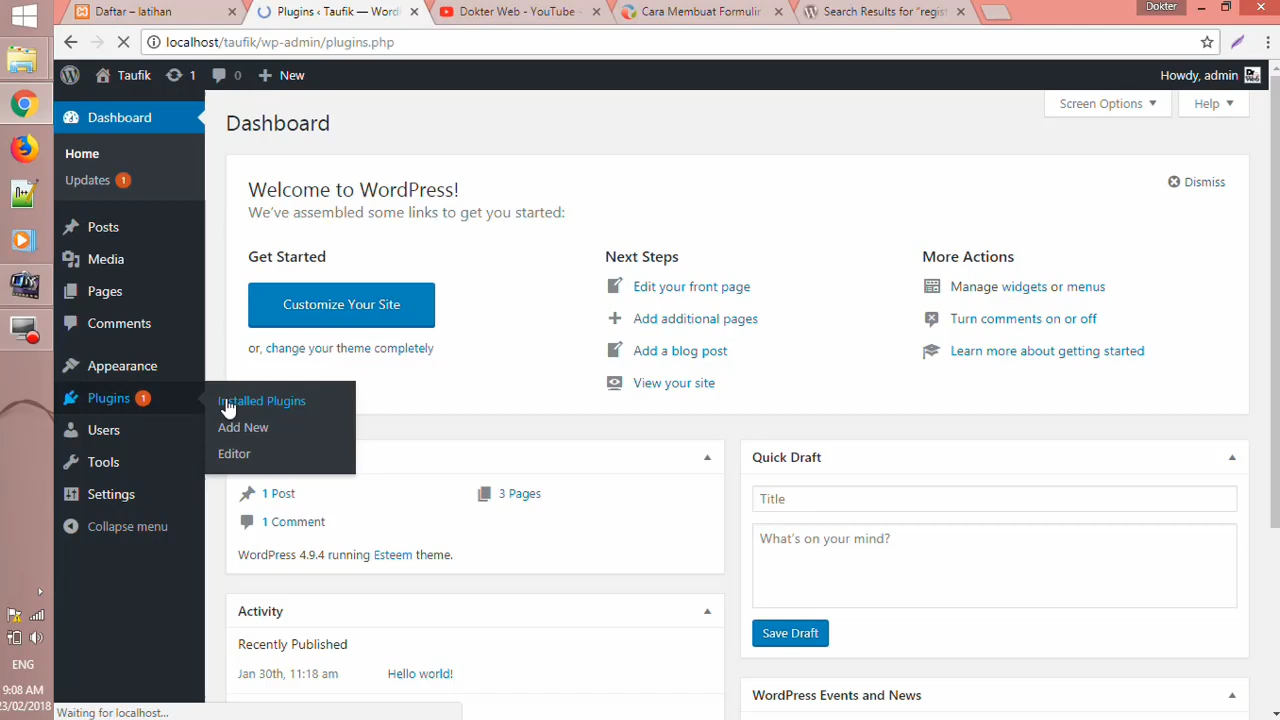 Daftar – latihan
Plugins ‹ Taufik — Word
Dokter Web - YouTube
Cara Membuat Formulir
Search Results for "regist
Dokter
localhost/taufik/wp-admin/plugins.php
Taufik
1
0
New
Howdy, admin
Dashboard
Home
Updates 1
Posts
Media
Pages
Comments
Appearance
Plugins 1
Users
Tools
Settings
Collapse menu
Installed Plugins
Add New
Editor
Screen Options
Help
Dashboard
Welcome to WordPress!
We've assembled some links to get you started:
Dismiss
Get Started
Customize Your Site
or, change your theme completely
Next Steps
Edit your front page
Add additional pages
Add a blog post
View your site
More Actions
Manage widgets or menus
Turn comments on or off
Learn more about getting started
1 Post
3 Pages
1 Comment
WordPress 4.9.4 running Esteem theme.
Activity
Recently Published
Jan 30th, 11:18 am
Hello world!
Quick Draft
Title
What's on your mind?
Save Draft
WordPress Events and News
ENG
9:08 AM
23/02/2018
Waiting for localhost...